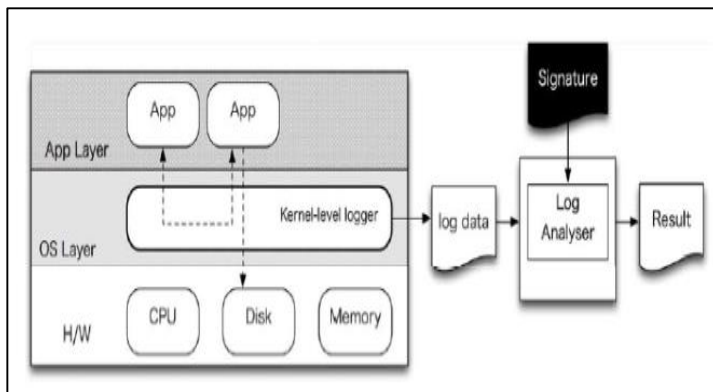 Signature
App
App
App Layer
Kernel-level logger
OS Layer
log data
Log
Analyser
Result
CPU
Disk
Memory
H/W